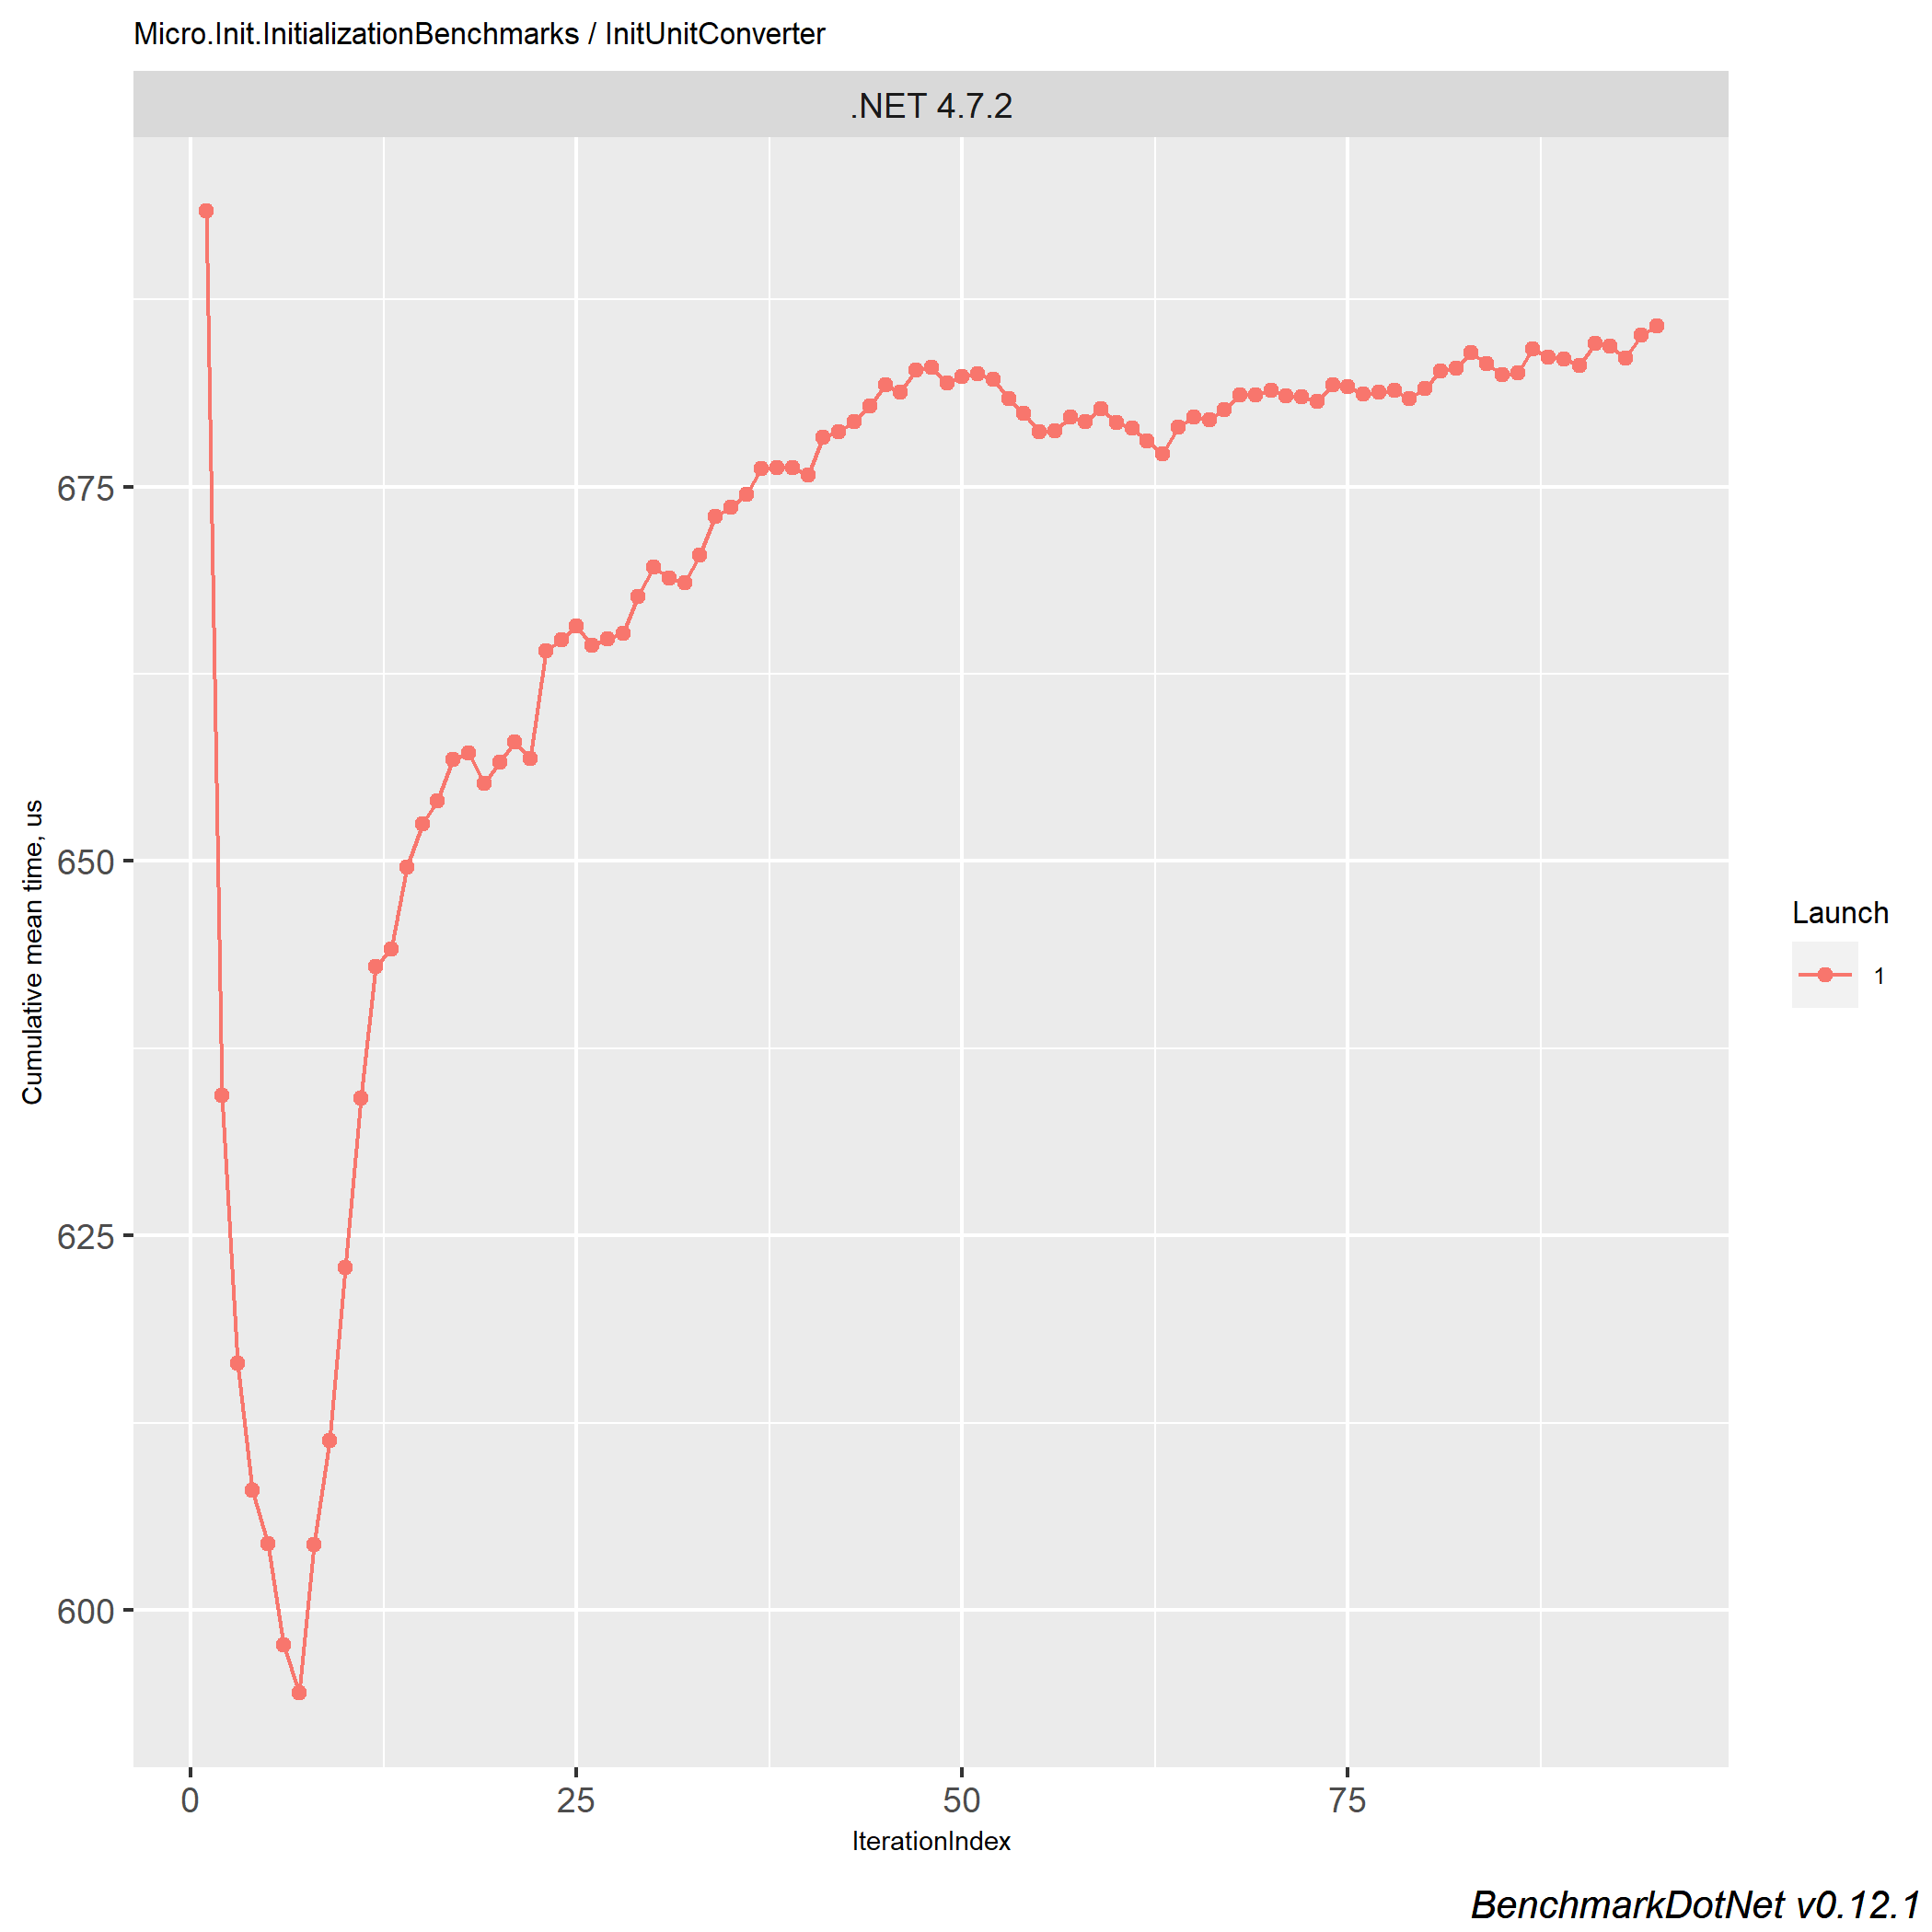 Micro.Init.InitializationBenchmarks / InitUnitConverter
.NET 4.7.2
Cumulative mean time, us
675
650
625
600
0
25
50
75
IterationIndex
Launch
1
BenchmarkDotNet v0.12.1